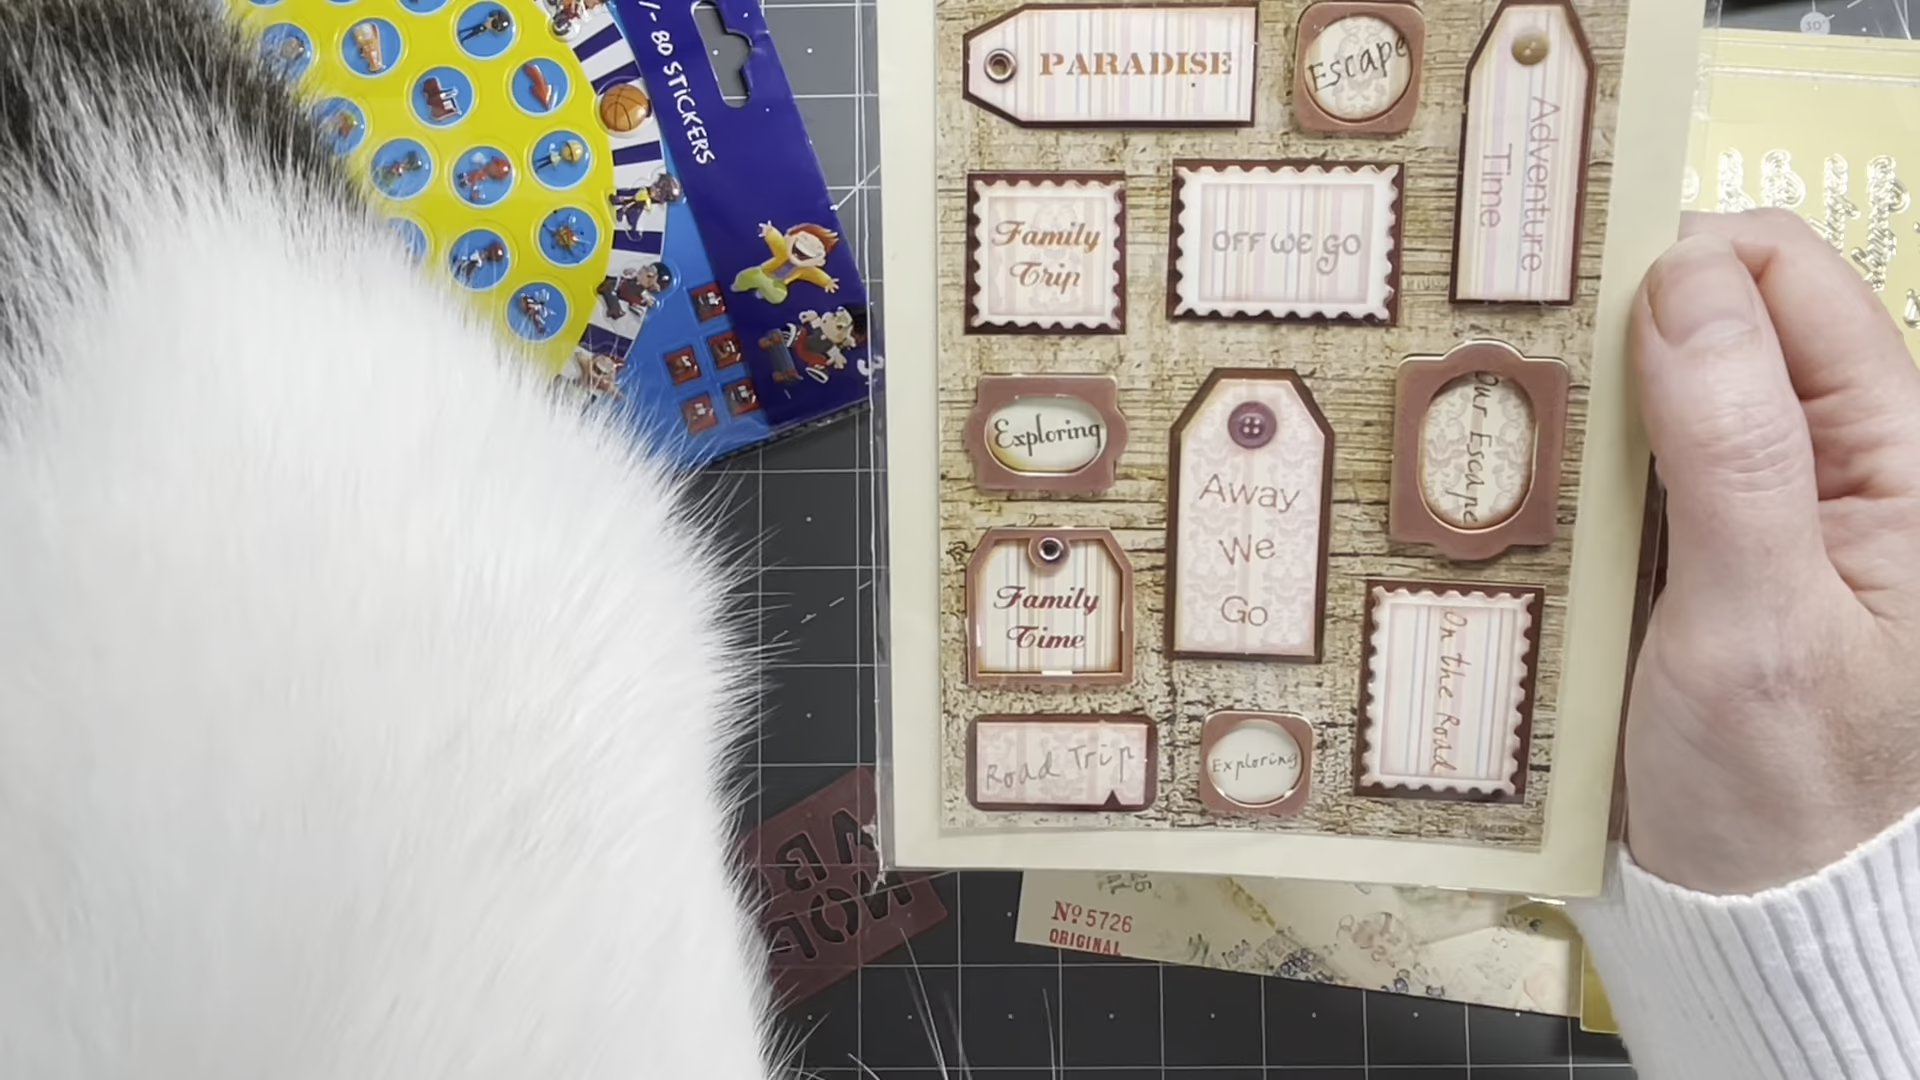 /- 80 STICKERS
PARADISE
Escape
Adventure
Time
Family
Trip
OFF WE GO
Exploring
Away
We
Go
Our Escape
Family
Time
On the Road
Road Trip
Exploring
Nº 5726
ORIGINAL